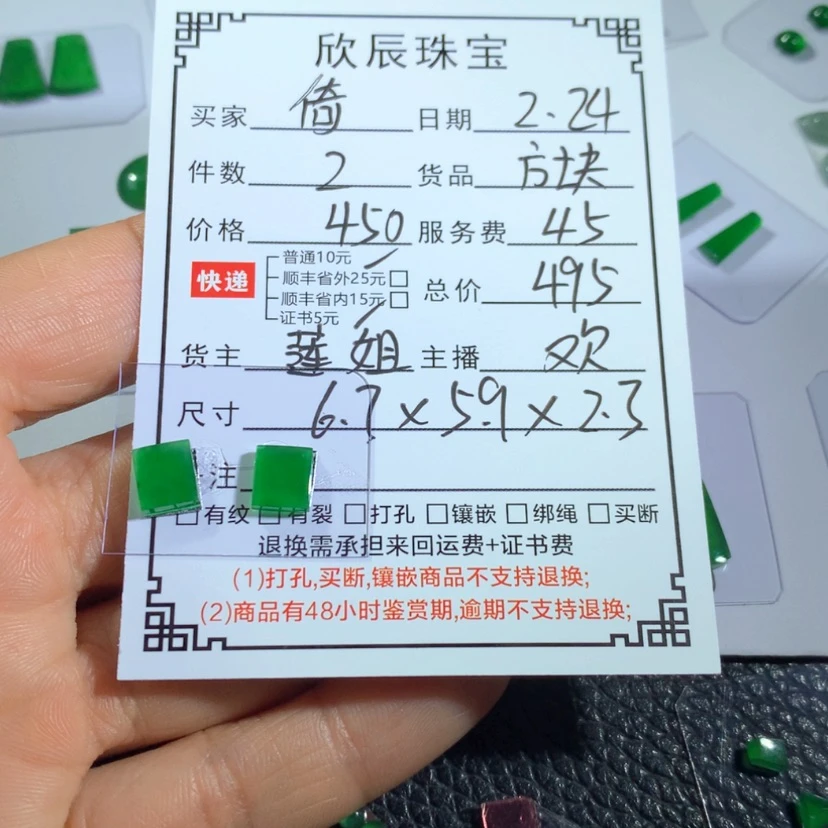 欣辰珠宝
买家 倚 日期 2.24
件数 2 货品 方块
价格 450 服务费 45
快递 普通10元
顺丰省外25元
顺丰省内15元
证书5元
总价 495
货主 莲姐 主播 欢
尺寸 6.7×5.9×2.3
注
有纹 有裂 打孔 镶嵌 绑绳 买断
退换需承担来回运费+证书费
(1)打孔,买断,镶嵌商品不支持退换;
(2)商品有48小时鉴赏期,逾期不支持退换;